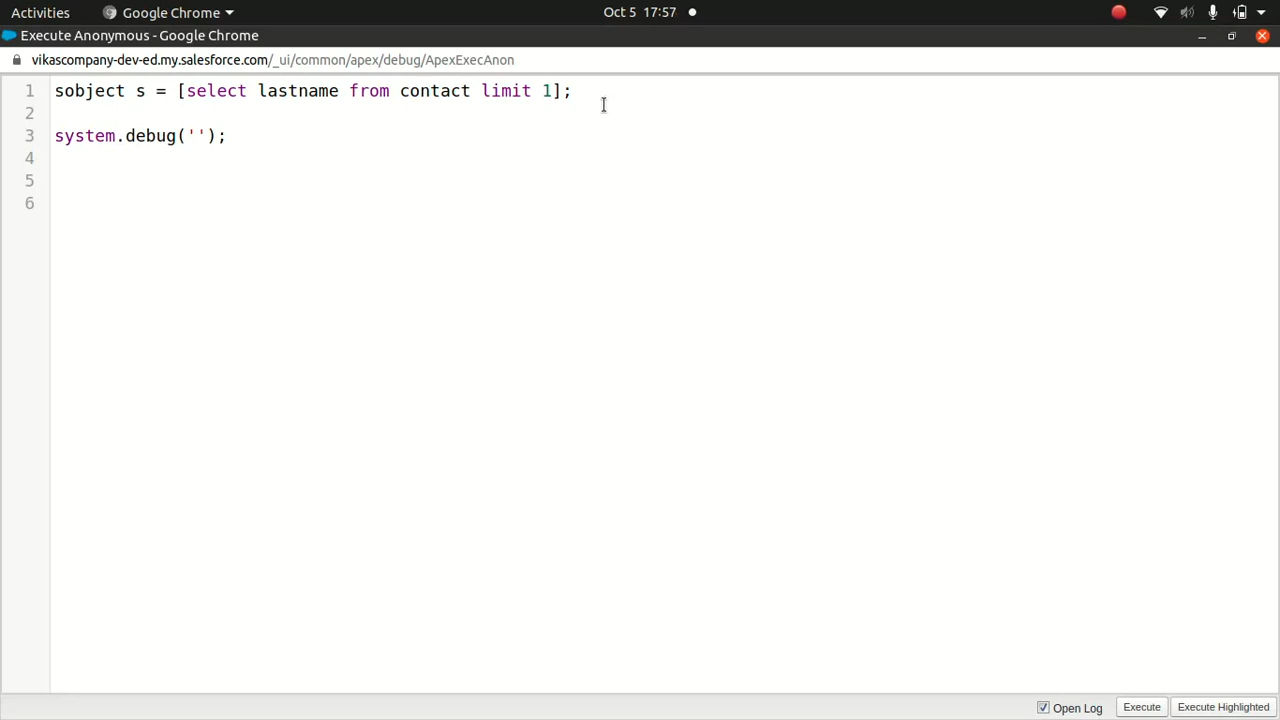 Activities Google Chrome Oct 5 17:57
Execute Anonymous - Google Chrome
vikascompany-dev-ed.my.salesforce.com/_ui/common/apex/debug/ApexExecAnon
1 sobject s = [select lastname from contact limit 1];
2
3 system.debug('');
4
5
6
Open Log Execute Execute Highlighted